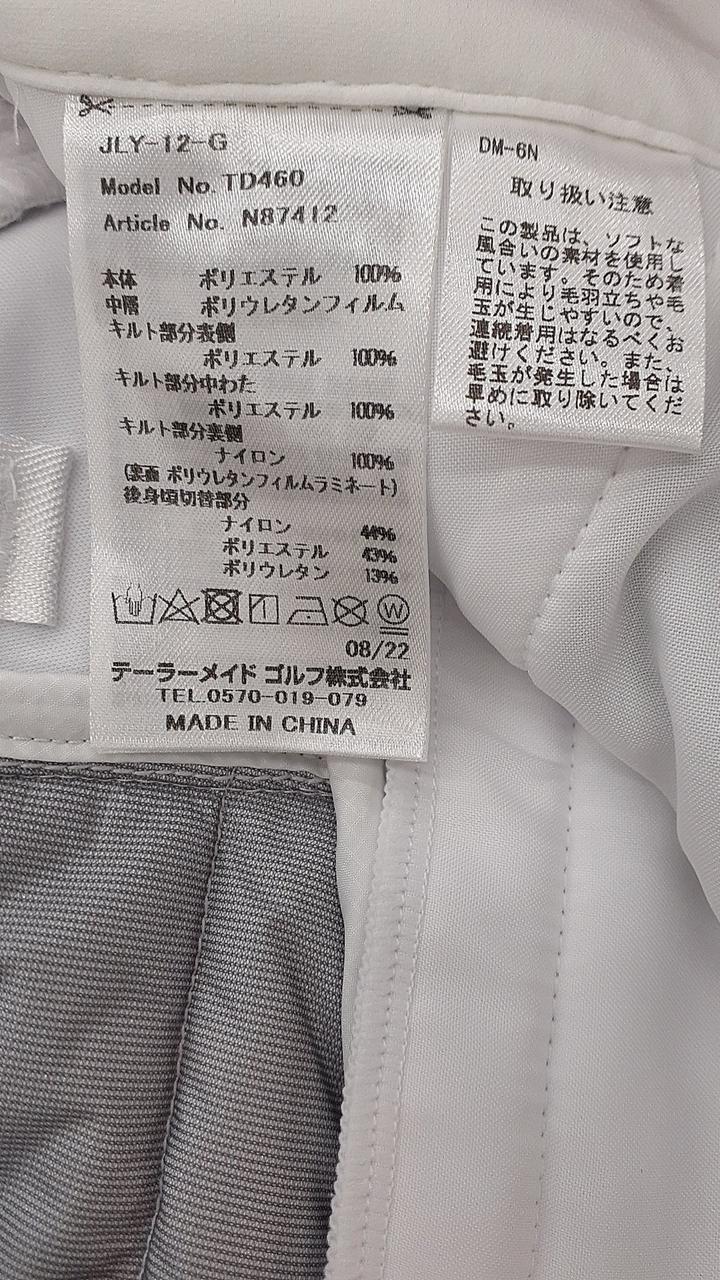 JLY-12-G
Model No. TD460
Article No. N87412
本体 ポリエステル 100%
中層 ポリウレタンフィルム
キルト部分表側
ポリエステル 100%
キルト部分中わた
ポリエステル 100%
キルト部分裏側
ナイロン 100%
(裏面 ポリウレタンフィルムラミネート)
後身頃切替部分
ナイロン 44%
ポリエステル 43%
ポリウレタン 13%
W
08/22
テーラーメイド ゴルフ株式会社
TEL.0570-019-079
MADE IN CHINA
DM-6N
取り扱い注意
この製品は、ソフトな
風合いの素材を使用し
ています。そのため着
用により毛羽立ちや毛
玉が生じやすいので、
連続着用はなるべくお
避けください。また、
毛玉が発生した場合は
早めに取り除いてくだ
さい。